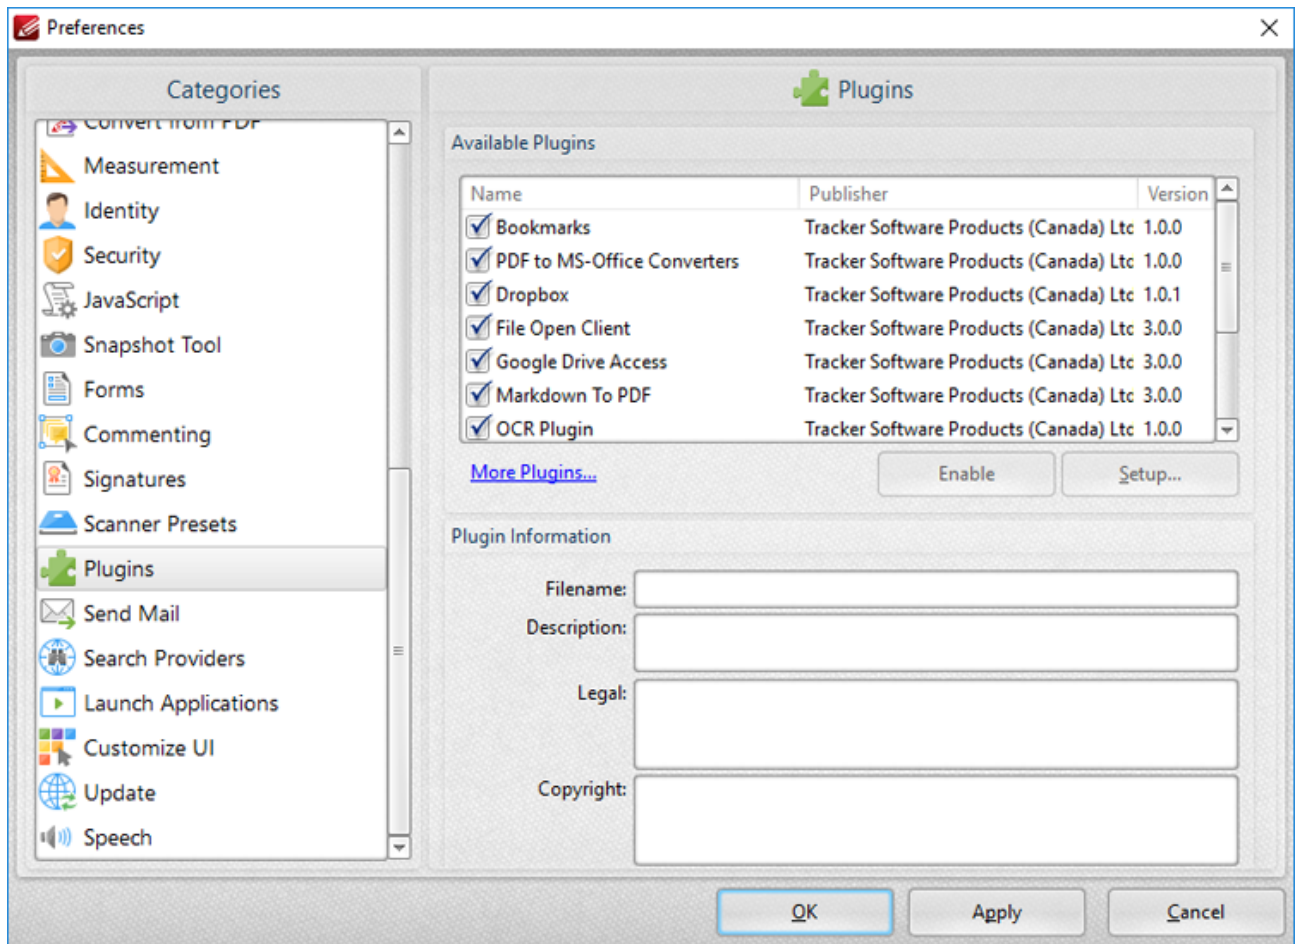 Preferences
Categories
Convert from PDF
Measurement
Identity
Security
JavaScript
Snapshot Tool
Forms
Commenting
Signatures
Scanner Presets
Plugins
Send Mail
Search Providers
Launch Applications
Customize UI
Update
Speech
Plugins
Available Plugins
Name Publisher Version
Bookmarks Tracker Software Products (Canada) Ltc 1.0.0
PDF to MS-Office Converters Tracker Software Products (Canada) Ltc 1.0.0
Dropbox Tracker Software Products (Canada) Ltc 1.0.1
File Open Client Tracker Software Products (Canada) Ltc 3.0.0
Google Drive Access Tracker Software Products (Canada) Ltc 3.0.0
Markdown To PDF Tracker Software Products (Canada) Ltc 3.0.0
OCR Plugin Tracker Software Products (Canada) Ltc 1.0.0
More Plugins... Enable Setup...
Plugin Information
Filename:
Description:
Legal:
Copyright:
OK Apply Cancel